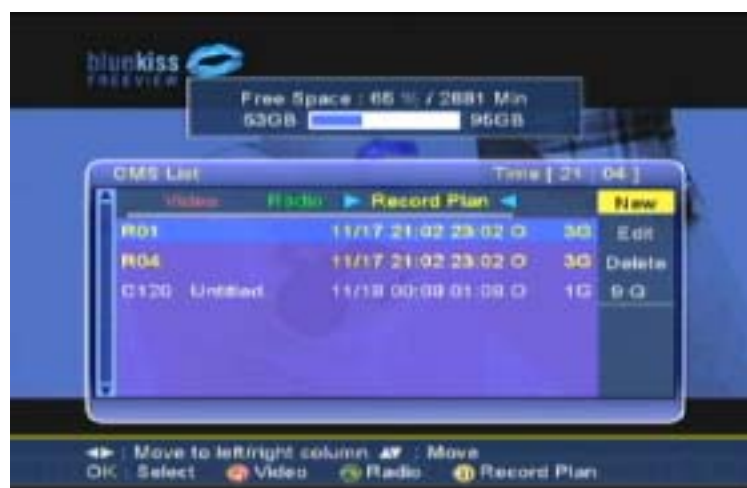 bluekiss
FREEVIEW
Free Space : 65 % / 2881 Min
53GB 95GB
CMS List Time [ 21 : 04 ]
Video Radio Record Plan New
R01 11/17 21:02 23:02 O 3G Edit
R04 11/17 21:02 23:02 O 3G Delete
C120 Untitled 11/18 00:08 01:08 O 1G
Move to left/right column : Move
OK : Select Video Radio Record Plan